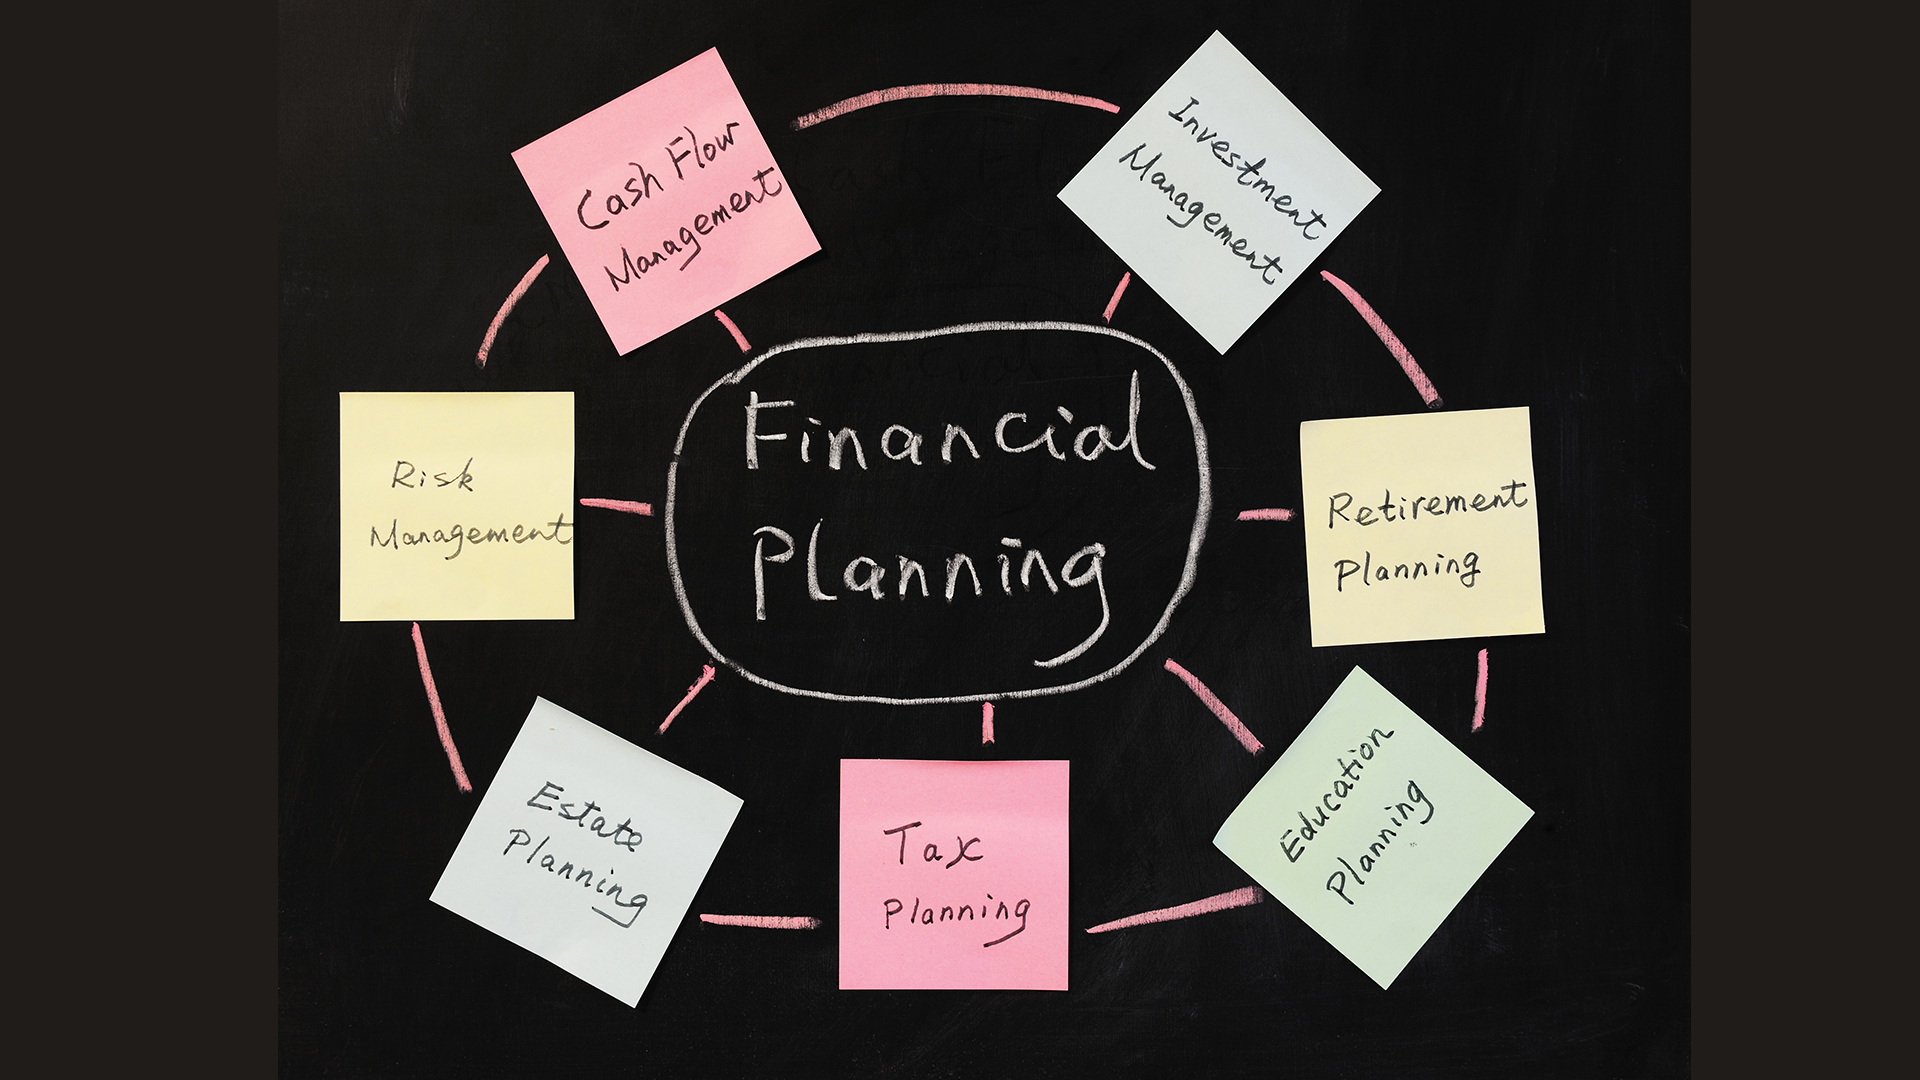 Cash Flow
Management
Investment
Management
Risk
Management
Financial
Planning
Retirement
Planning
Estate
Planning
Tax
Planning
Education
Planning